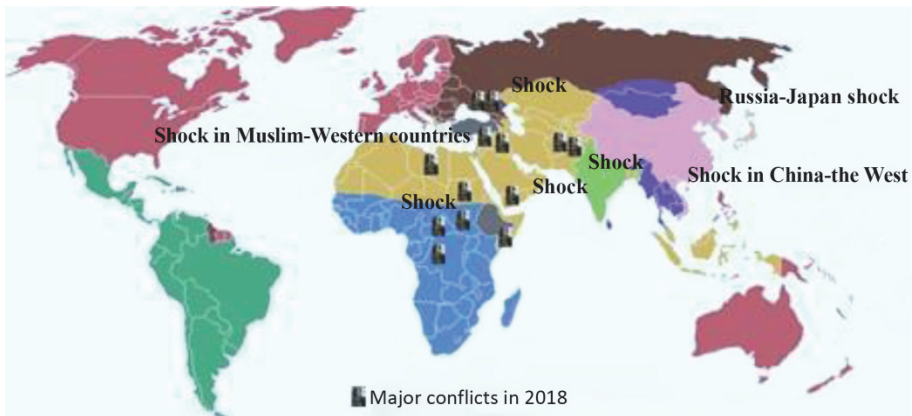 Shock
Russia-Japan shock
Shock in Muslim-Western countries
Shock
Shock in China-the West
Shock
Shock
Major conflicts in 2018